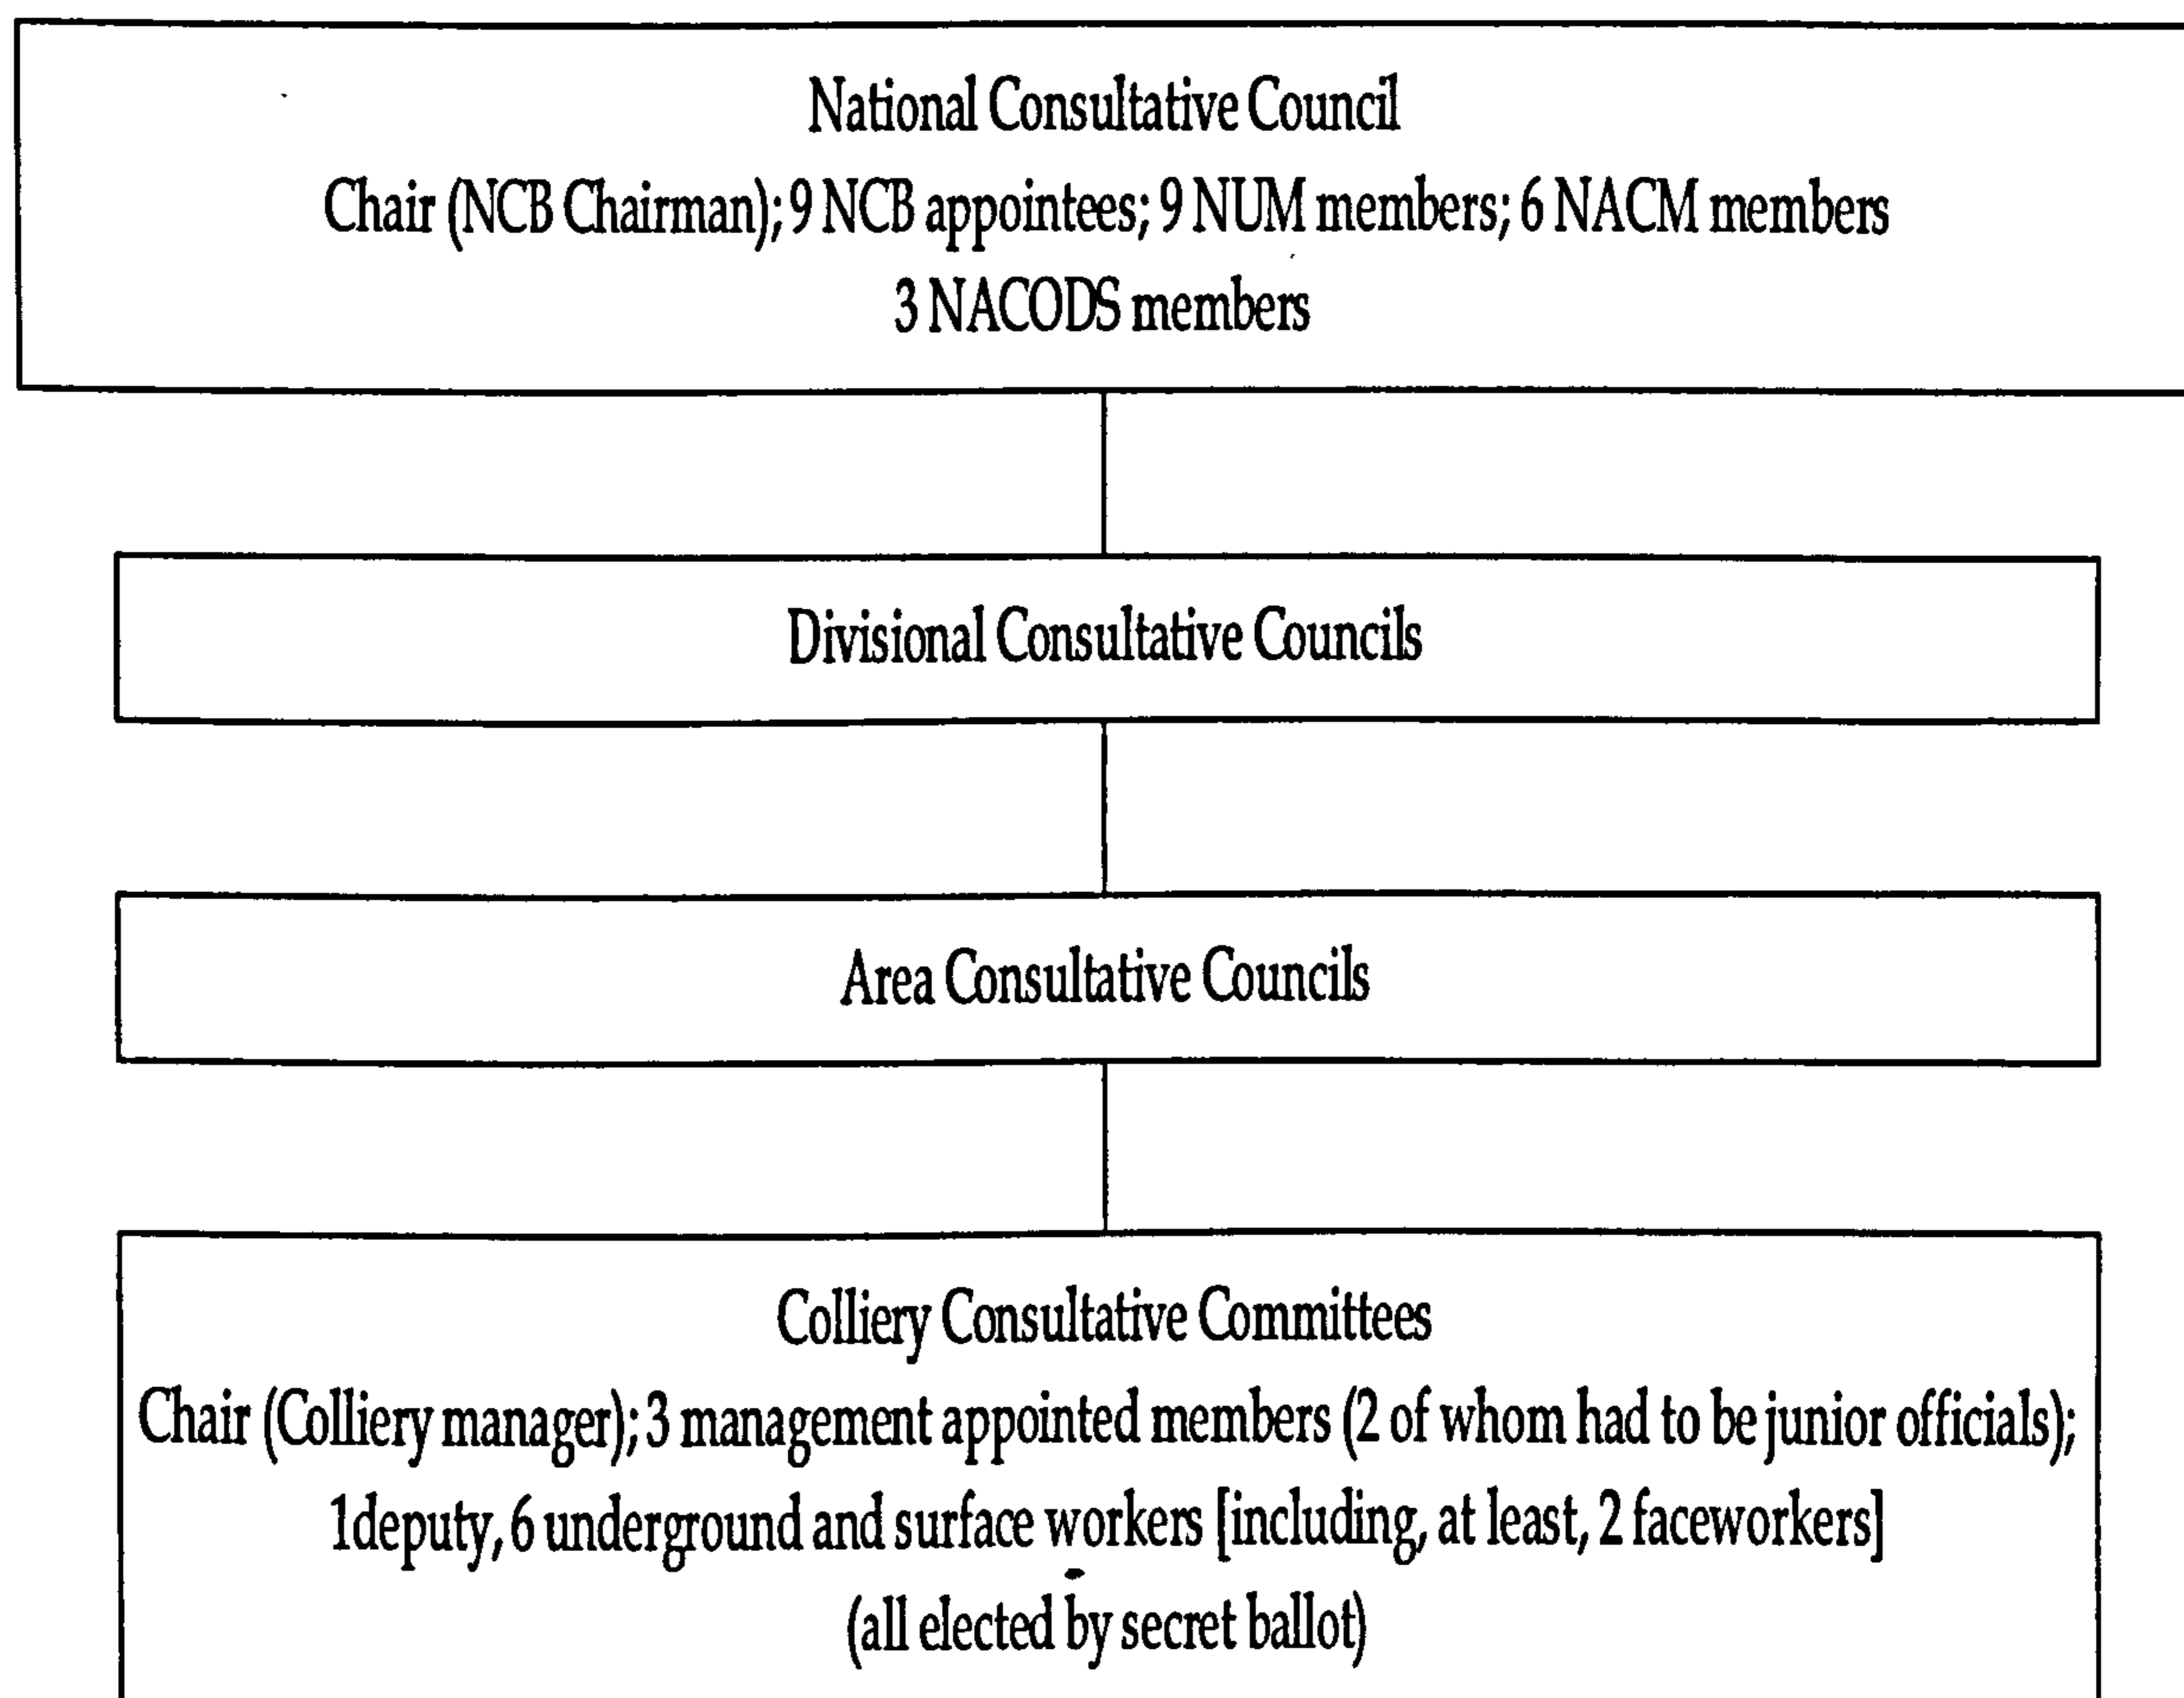 National Consultative Council
Chair (NCB Chairman); 9 NCB appointees; 9 NUM members; 6 NACM members
3 NACODS members
Divisional Consultative Councils
Area Consultative Councils
Colliery Consultative Committees
Chair (Colliery manager); 3 management appointed members (2 of whom had to be junior officials);
1deputy, 6 underground and surface workers [including, at least, 2 faceworkers]
(all elected by secret ballot)